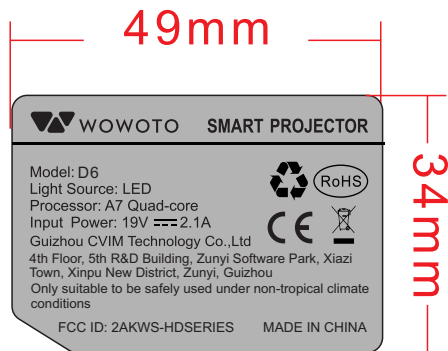 49mm
WOWOTO SMART PROJECTOR
Model: D6
Light Source: LED
Processor: A7 Quad-core
Input Power: 19V ⎓ 2.1A
Guizhou CVIM Technology Co.,Ltd
4th Floor, 5th R&D Building, Zunyi Software Park, Xiazi
Town, Xinpu New District, Zunyi, Guizhou
Only suitable to be safely used under non-tropical climate
conditions
FCC ID: 2AKWS-HDSERIES MADE IN CHINA
RoHS
CE
34mm